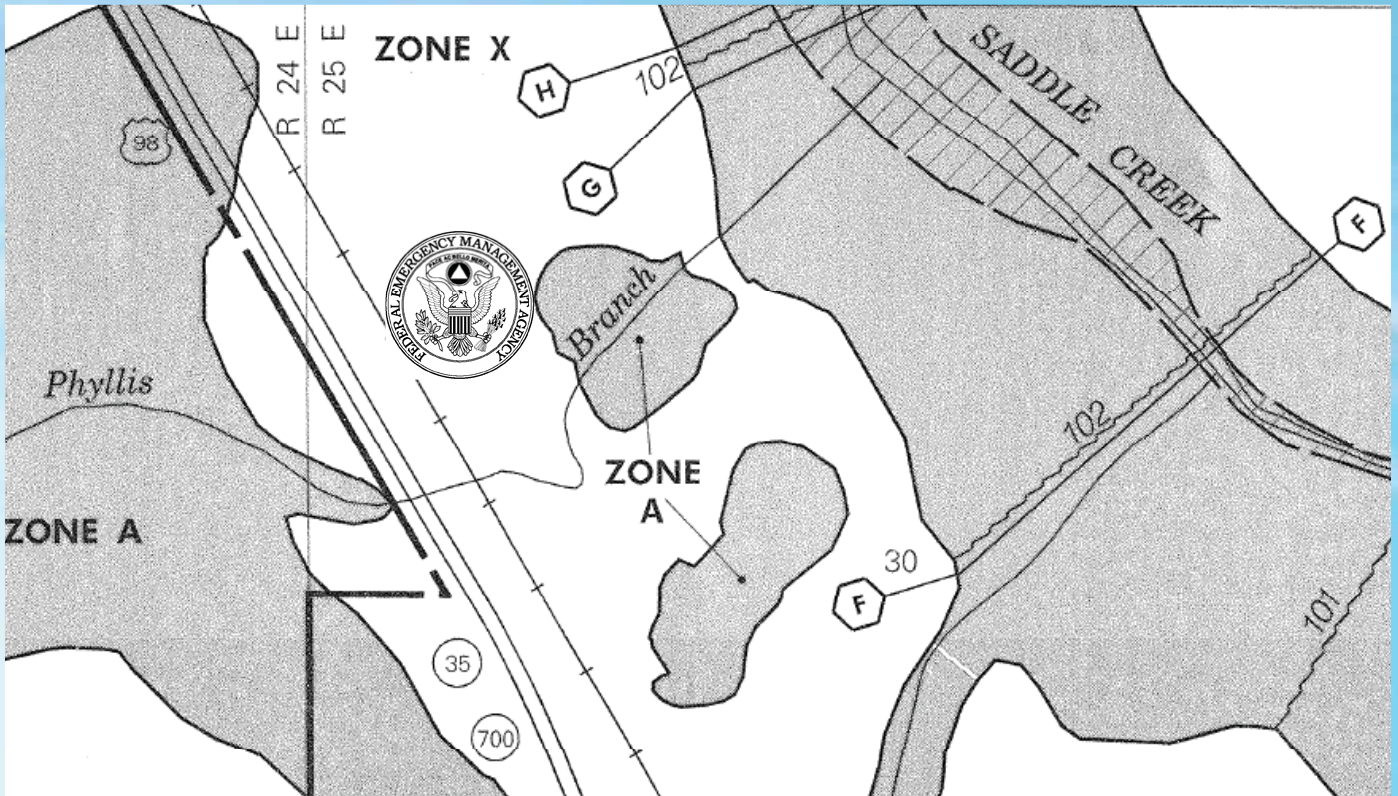 R 24 E
R 25 E
ZONE X
H
102
SADDLE CREEK
98
G
F
FEDERAL EMERGENCY MANAGEMENT AGENCY
Branch
Phyllis
102
ZONE
A
ZONE A
30
F
101
35
700